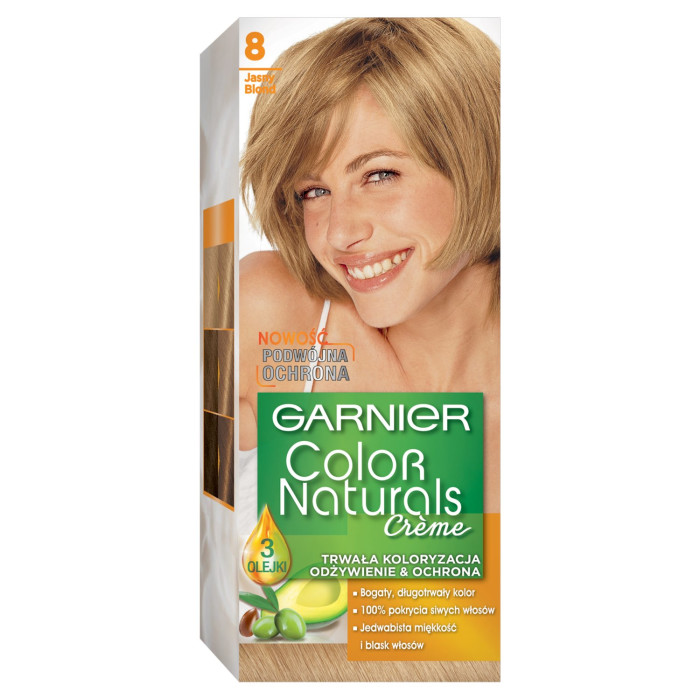 8
Jasny
Blond
NOWOŚĆ
PODWÓJNA
OCHRONA
GARNIER
Color
Naturals
Crème
3
OLEJKI
TRWAŁA KOLORYZACJA
ODŻYWIENIE & OCHRONA
Bogaty, długotrwały kolor
100% pokrycia siwych włosów
Jedwabista miękkość
i blask włosów